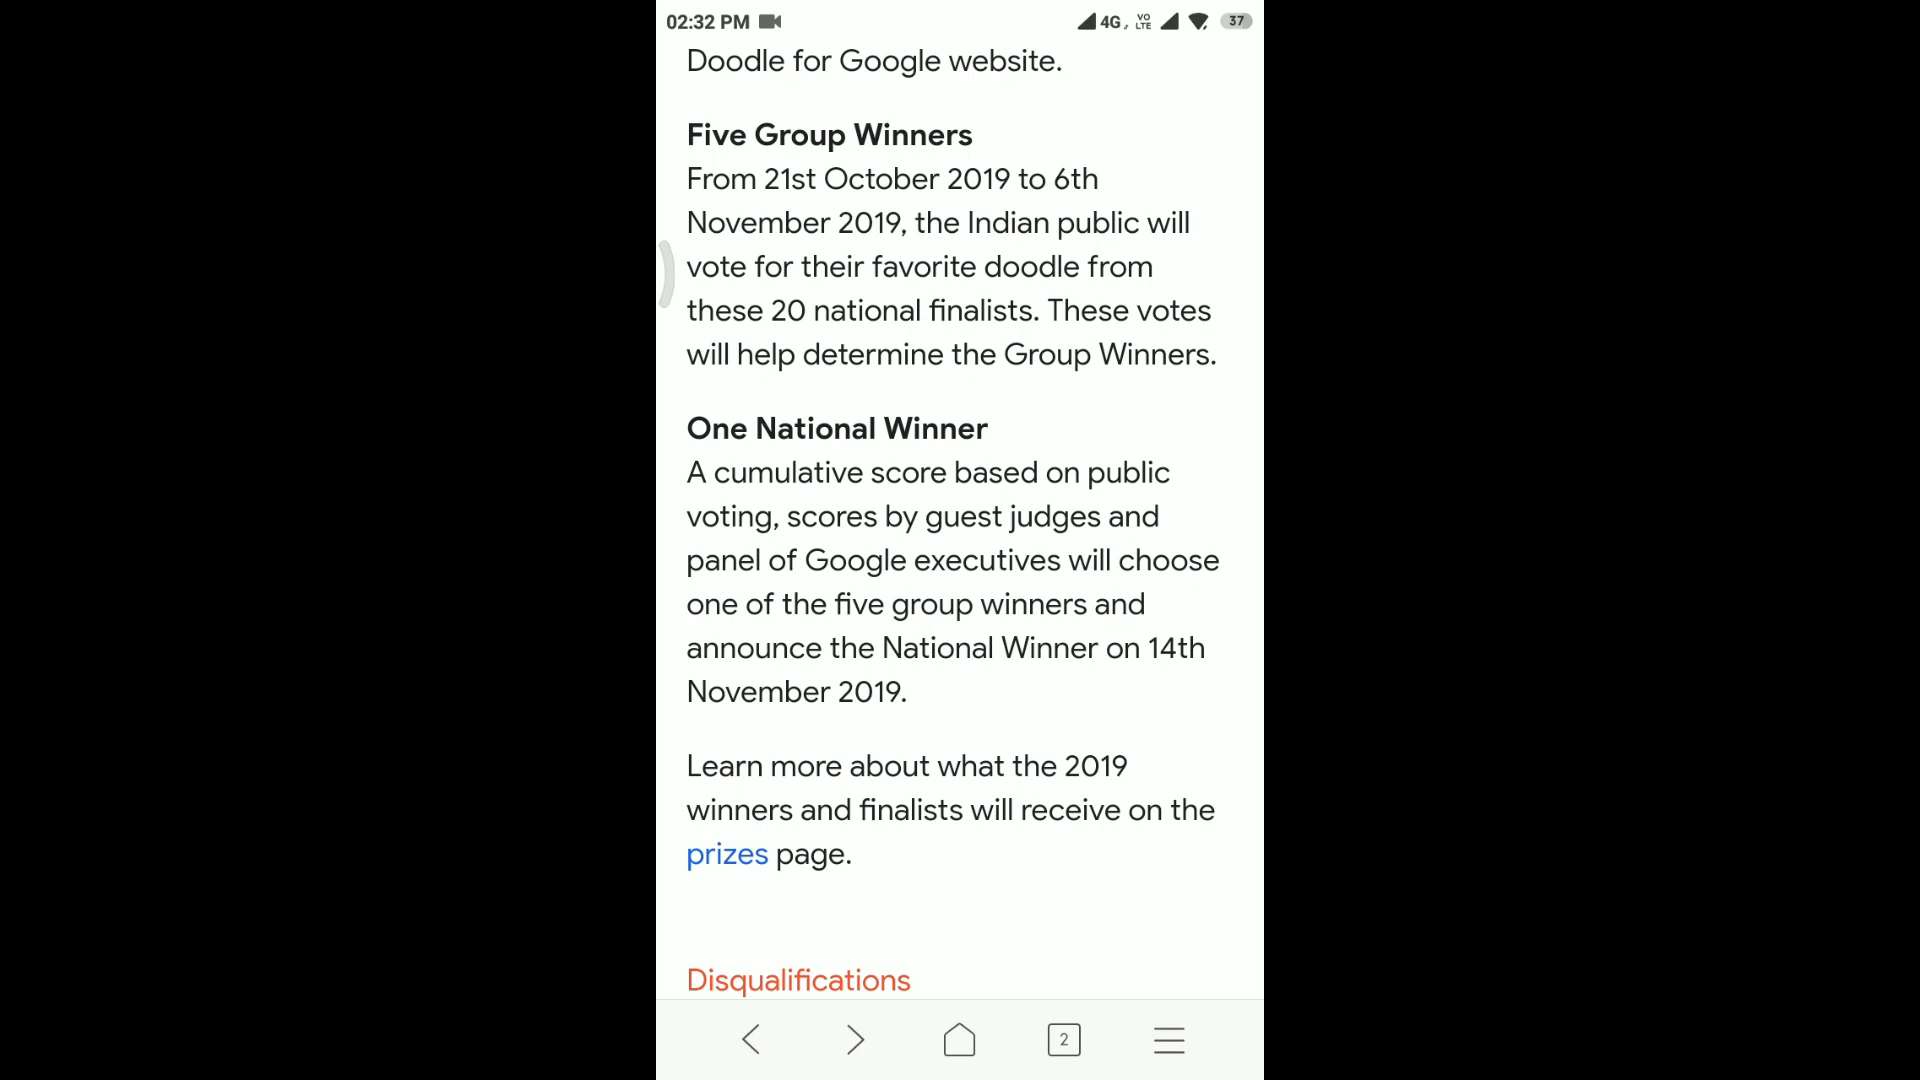 02:32 PM 4G, VO LTE 37
Doodle for Google website.
Five Group Winners
From 21st October 2019 to 6th
November 2019, the Indian public will
vote for their favorite doodle from
these 20 national finalists. These votes
will help determine the Group Winners.
One National Winner
A cumulative score based on public
voting, scores by guest judges and
panel of Google executives will choose
one of the five group winners and
announce the National Winner on 14th
November 2019.
Learn more about what the 2019
winners and finalists will receive on the
prizes page.
Disqualifications
2